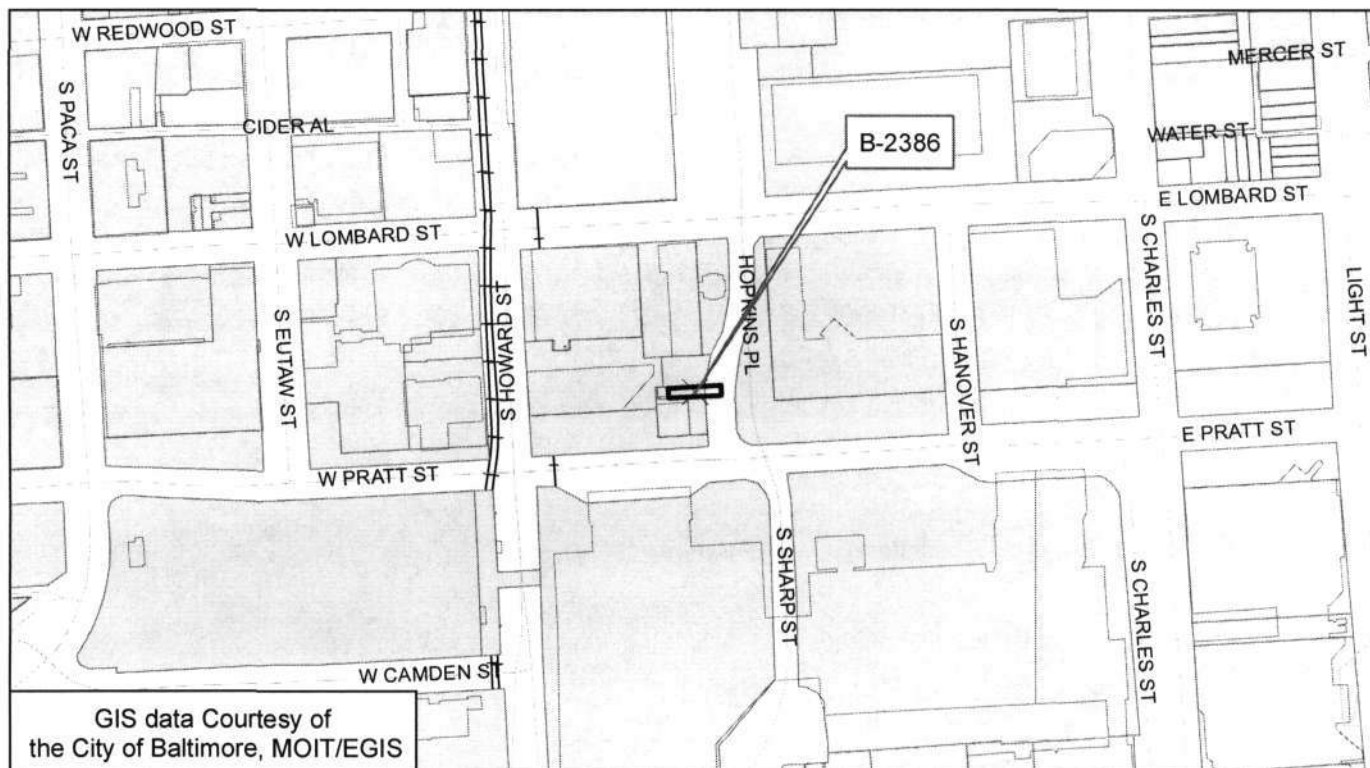 W REDWOOD ST
MERCER ST
S PACA ST
CIDER AL
WATER ST
B-2386
E LOMBARD ST
W LOMBARD ST
S HOWARD ST
HOPKINS PL
S CHARLES ST
LIGHT ST
S EUTAW ST
S HANOVER ST
E PRATT ST
W PRATT ST
S SHARP ST
S CHARLES ST
W CAMDEN ST
GIS data Courtesy of
the City of Baltimore, MOIT/EGIS